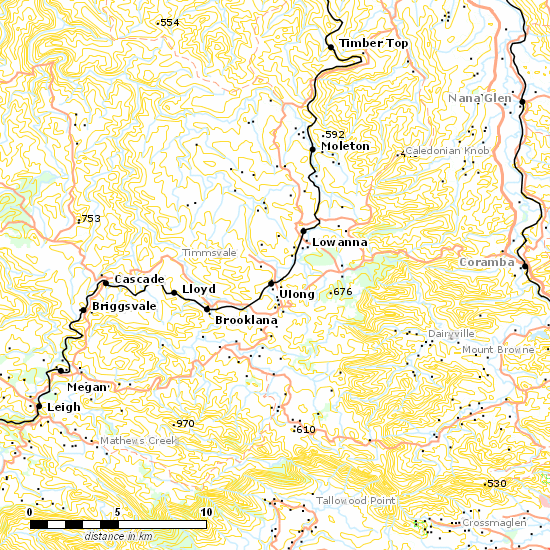 554
Timber Top
Nana Glen
592
Moleton
Caledonian Knob
753
Timmsvale
Lowanna
Coramba
Cascade
Lloyd
Ulong
676
Briggsvale
Brooklana
Dairyville
Mount Browne
Megan
Leigh
970
610
Mathews Creek
530
Tallowood Point
Crossmaglen
0 5 10
distance in km